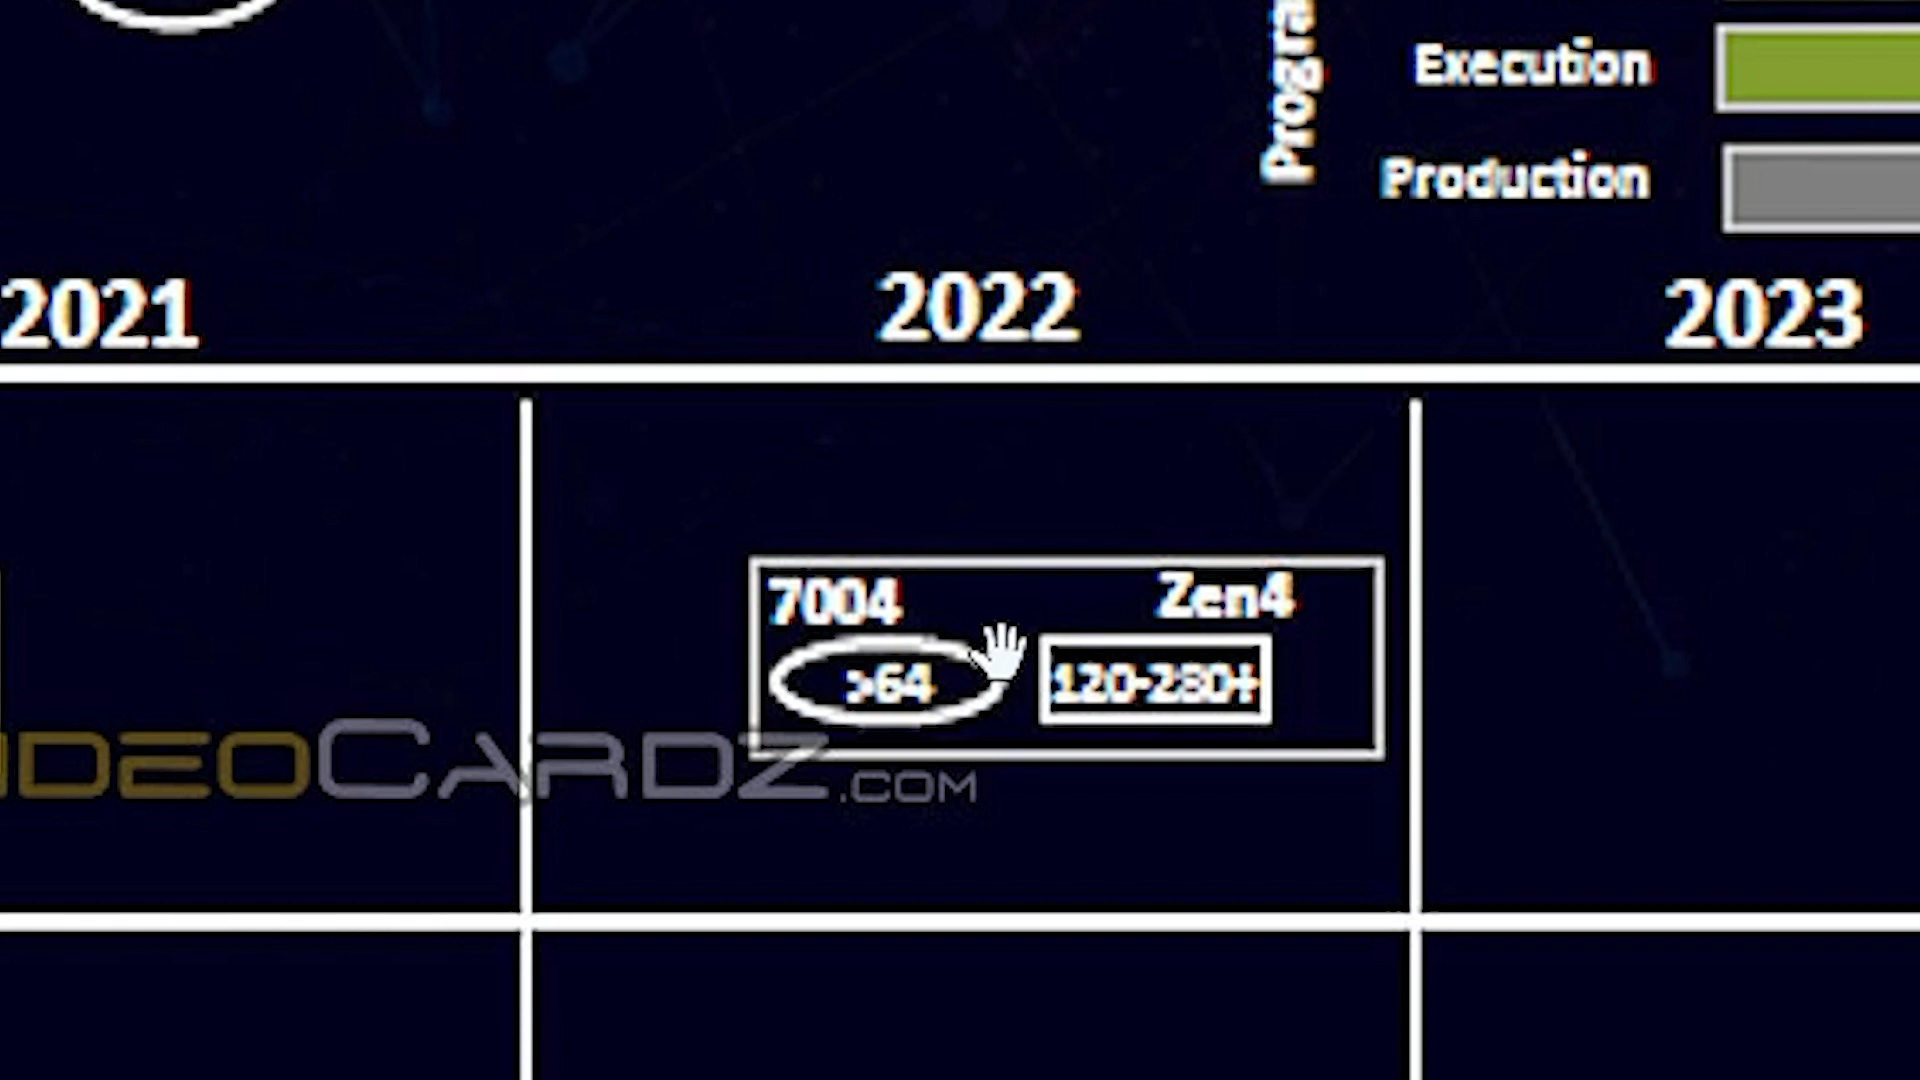 Progra
Execution
Production
2021
2022
2023
7004
Zen4
>64
120-280+
IDEOCARDZ.COM